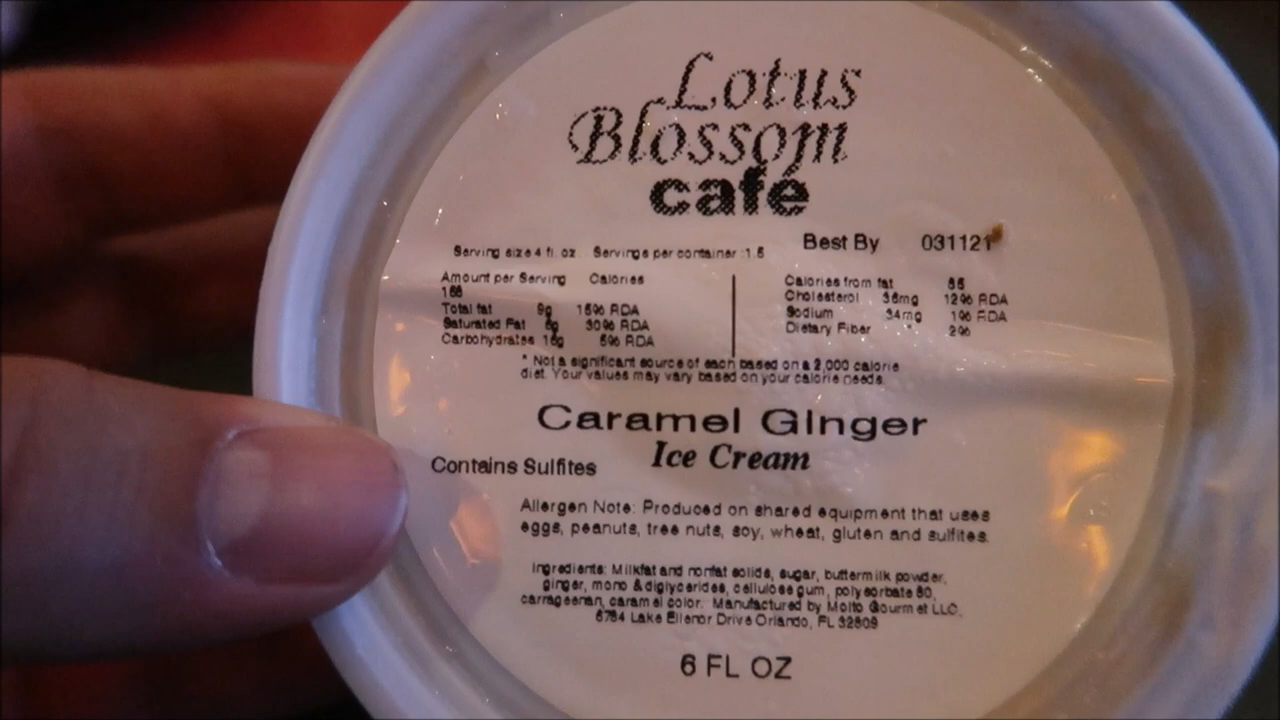 Lotus
Blossom
cafe
Best By 031121
Serving size 4 fl. oz Servings per container :1.5
Amount per Serving Calories
168
Total fat 9g 15% RDA
Saturated Fat 6g 30% RDA
Carbohydrates 16g 5% RDA
Calories from fat 85
Cholesterol 36mg 12% RDA
Sodium 34mg 1% RDA
Dietary Fiber 2%
* Not a significant source of each based on a 2,000 calorie
diet. Your values may vary based on your calorie needs.
Caramel Ginger
Ice Cream
Contains Sulfites
Allergen Note: Produced on shared equipment that uses
eggs, peanuts, tree nuts, soy, wheat, gluten and sulfites.
Ingredients: Milkfat and nonfat solids, sugar, buttermilk powder,
ginger, mono & diglycerides, cellulose gum, polysorbate 80,
carrageenan, caramel color. Manufactured by Molto Gourmet LLC.
6784 Lake Ellenor Drive Orlando, FL 32809
6 FL OZ